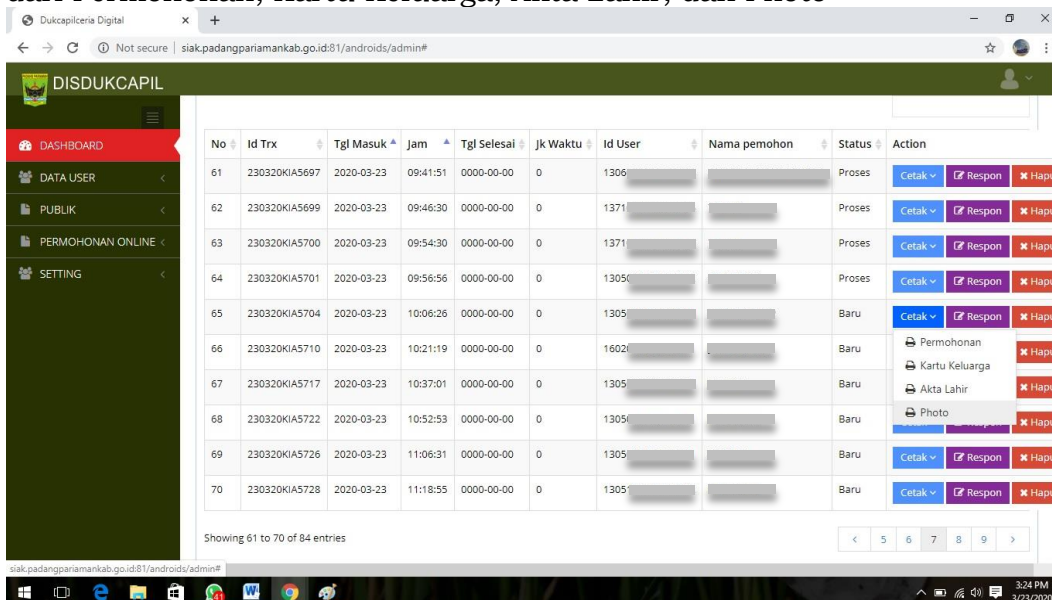 dari Permohonan, Kartu Keluarga, Akta Lahir, dan Photo
Dukcapilceria Digital
Not secure | siak.padangpariamankab.go.id:81/androids/admin#
DISDUKCAPIL
DASHBOARD
DATA USER
PUBLIK
PERMOHONAN ONLINE
SETTING
No Id Trx Tgl Masuk Jam Tgl Selesai Jk Waktu Id User Nama pemohon Status Action
61 230320KIA5697 2020-03-23 09:41:51 0000-00-00 0 1306 Proses Cetak Respon Hapu
62 230320KIA5699 2020-03-23 09:46:30 0000-00-00 0 1371 Proses Cetak Respon Hapu
63 230320KIA5700 2020-03-23 09:54:30 0000-00-00 0 1371 Proses Cetak Respon Hapu
64 230320KIA5701 2020-03-23 09:56:56 0000-00-00 0 1305 Proses Cetak Respon Hapu
65 230320KIA5704 2020-03-23 10:06:26 0000-00-00 0 1305 Baru Cetak Respon Hapu
Permohonan
66 230320KIA5710 2020-03-23 10:21:19 0000-00-00 0 1602 Baru Hapu
Kartu Keluarga
67 230320KIA5717 2020-03-23 10:37:01 0000-00-00 0 1305 Baru Hapu
Akta Lahir
Photo
68 230320KIA5722 2020-03-23 10:52:53 0000-00-00 0 1305 Baru Hapu
69 230320KIA5726 2020-03-23 11:06:31 0000-00-00 0 1305 Baru Cetak Respon Hapu
70 230320KIA5728 2020-03-23 11:18:55 0000-00-00 0 1305 Baru Cetak Respon Hapu
Showing 61 to 70 of 84 entries
5 6 7 8 9
siak.padangpariamankab.go.id:81/androids/admin#
3:24 PM
3/23/2020